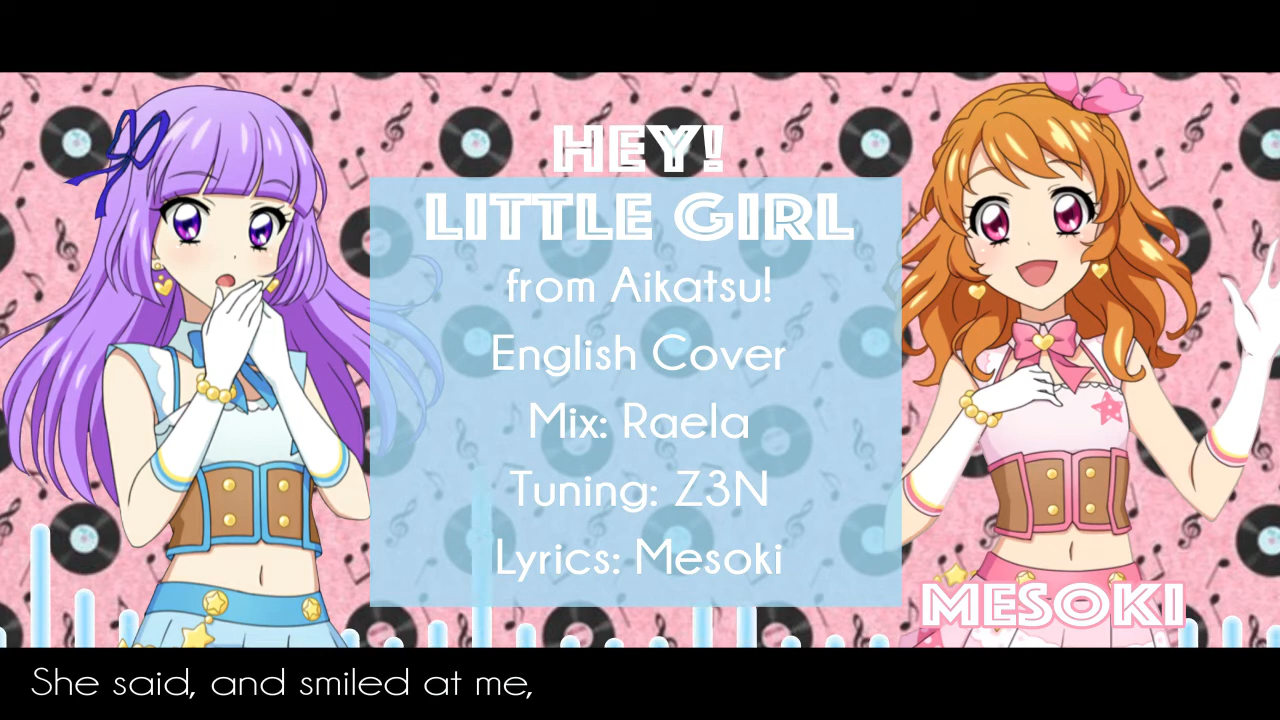 HEY!
LITTLE GIRL
from Aikatsu!
English Cover
Mix: Raela
Tuning: Z3N
Lyrics: Mesoki
MESOKI
She said, and smiled at me,